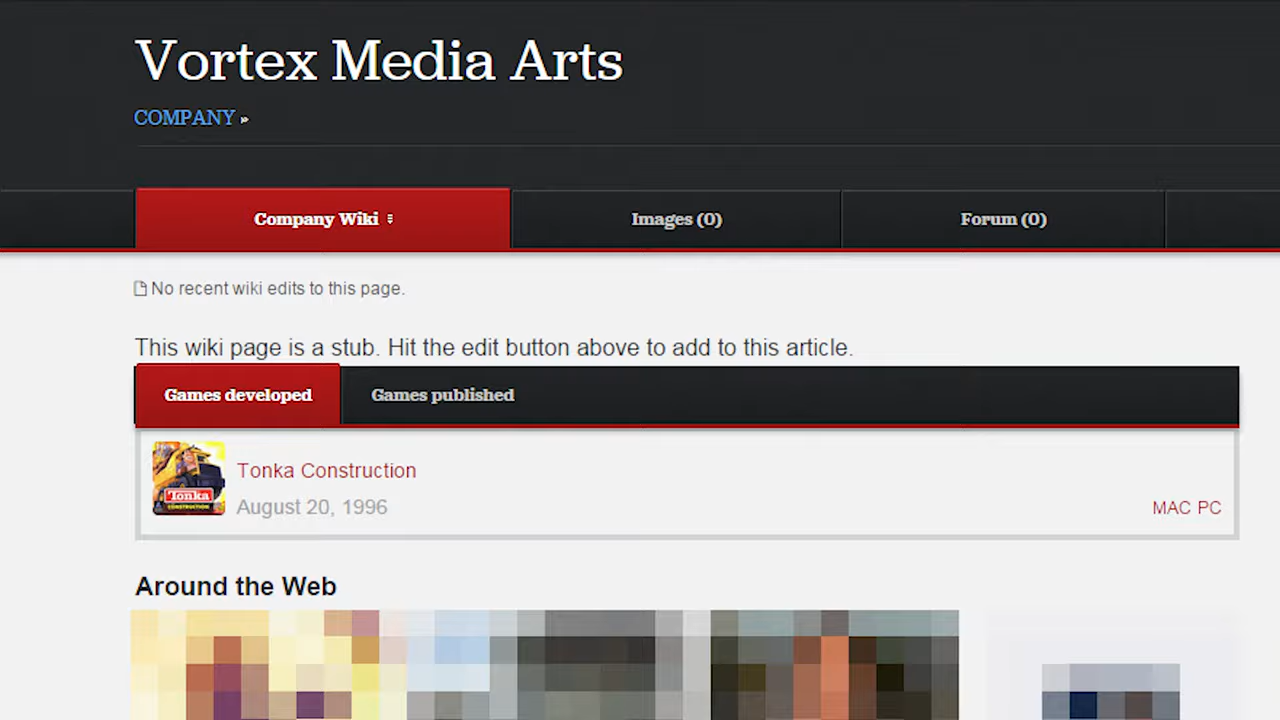 Vortex Media Arts
COMPANY »
Company Wiki
Images (0)
Forum (0)
No recent wiki edits to this page.
This wiki page is a stub. Hit the edit button above to add to this article.
Games developed
Games published
Tonka
CONSTRUCTION
Tonka Construction
August 20, 1996
MAC PC
Around the Web